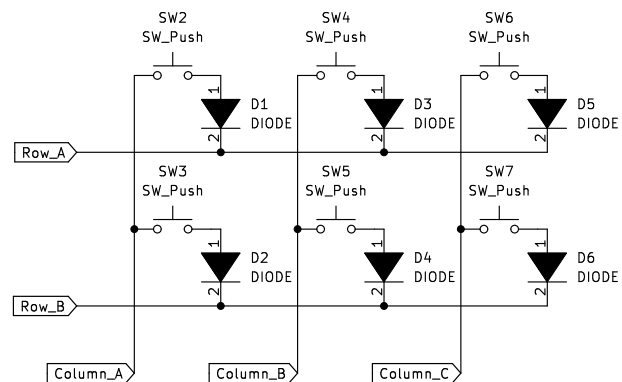 SW2 SW4 SW6
SW_Push SW_Push SW_Push
1 D1 1 D3 1 D5
DIODE DIODE DIODE
2 2 2
Row_A
SW3 SW5 SW7
SW_Push SW_Push SW_Push
1 D2 1 D4 1 D6
DIODE DIODE DIODE
2 2 2
Row_B
Column_A Column_B Column_C